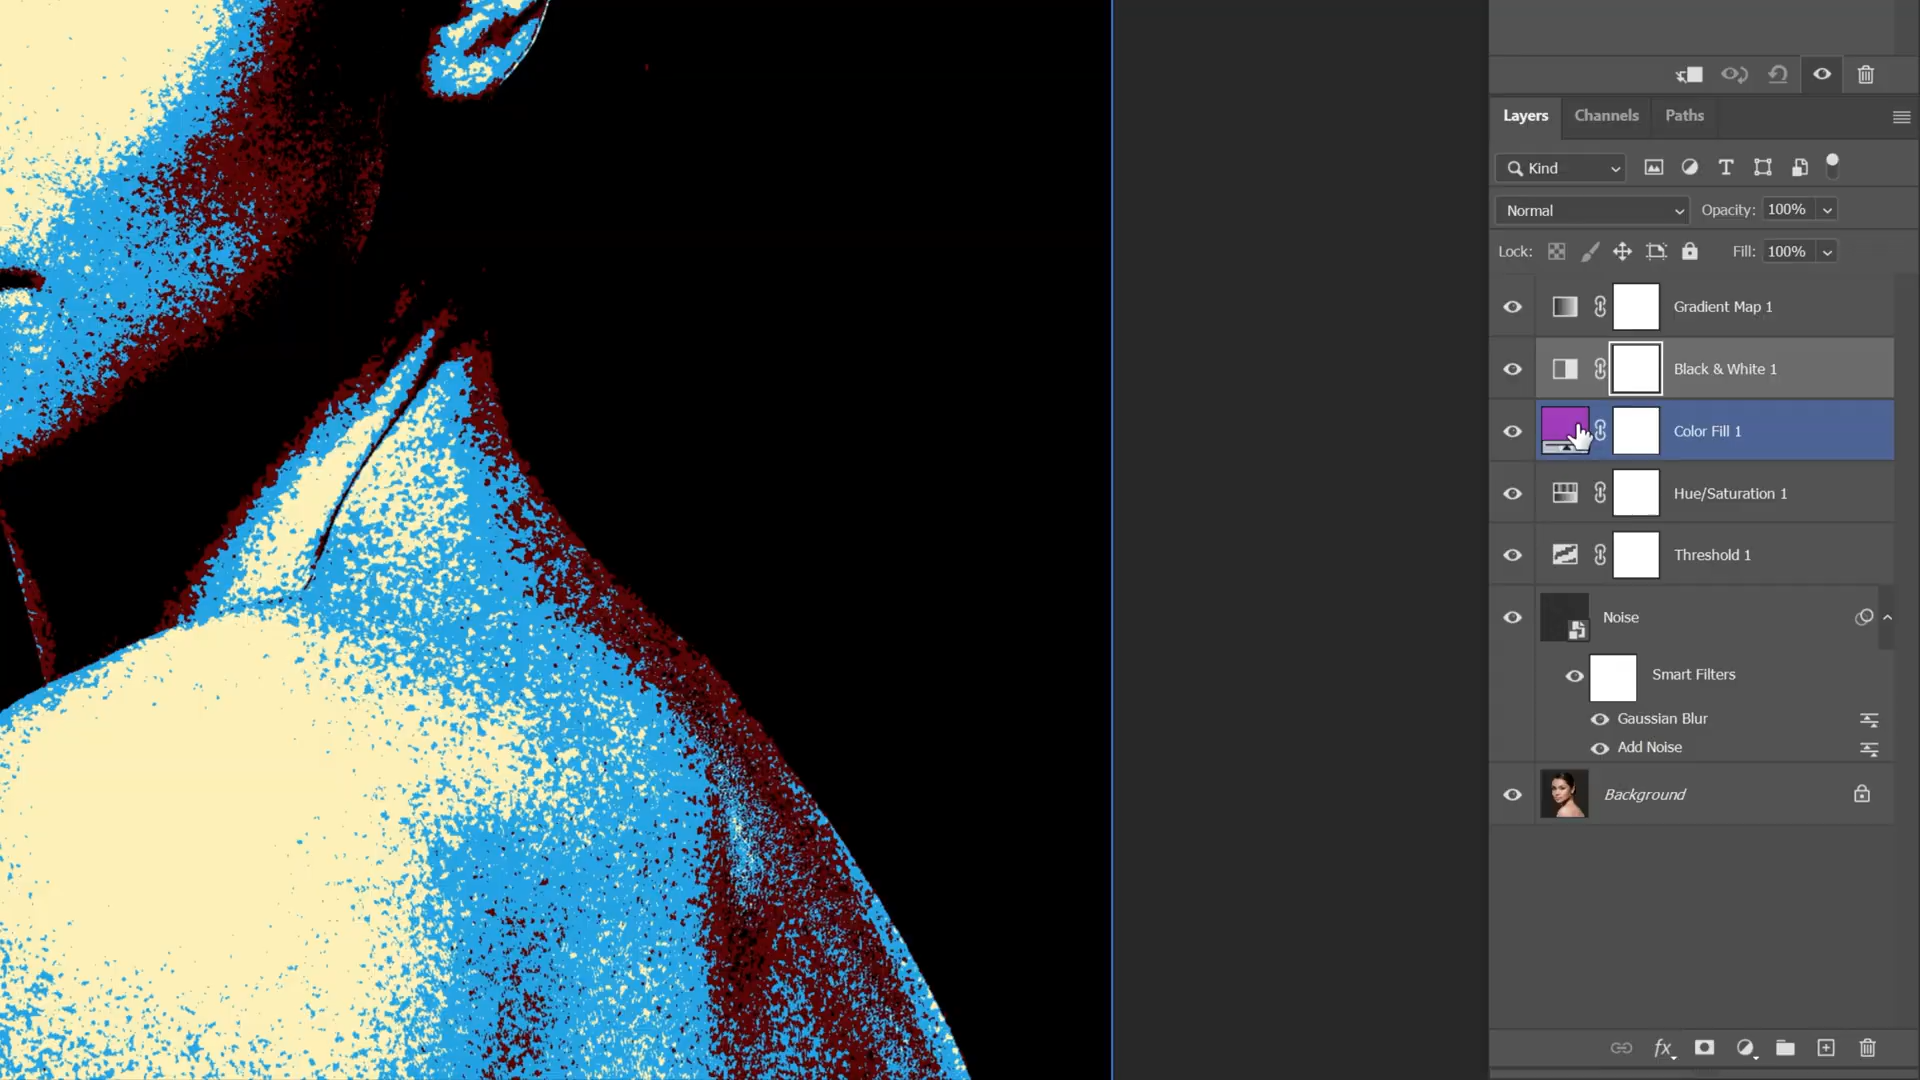 Layers Channels Paths
Kind
Normal Opacity: 100%
Lock: Fill: 100%
Gradient Map 1
Black & White 1
Color Fill 1
Hue/Saturation 1
Threshold 1
Noise
Smart Filters
Gaussian Blur
Add Noise
Background
fx